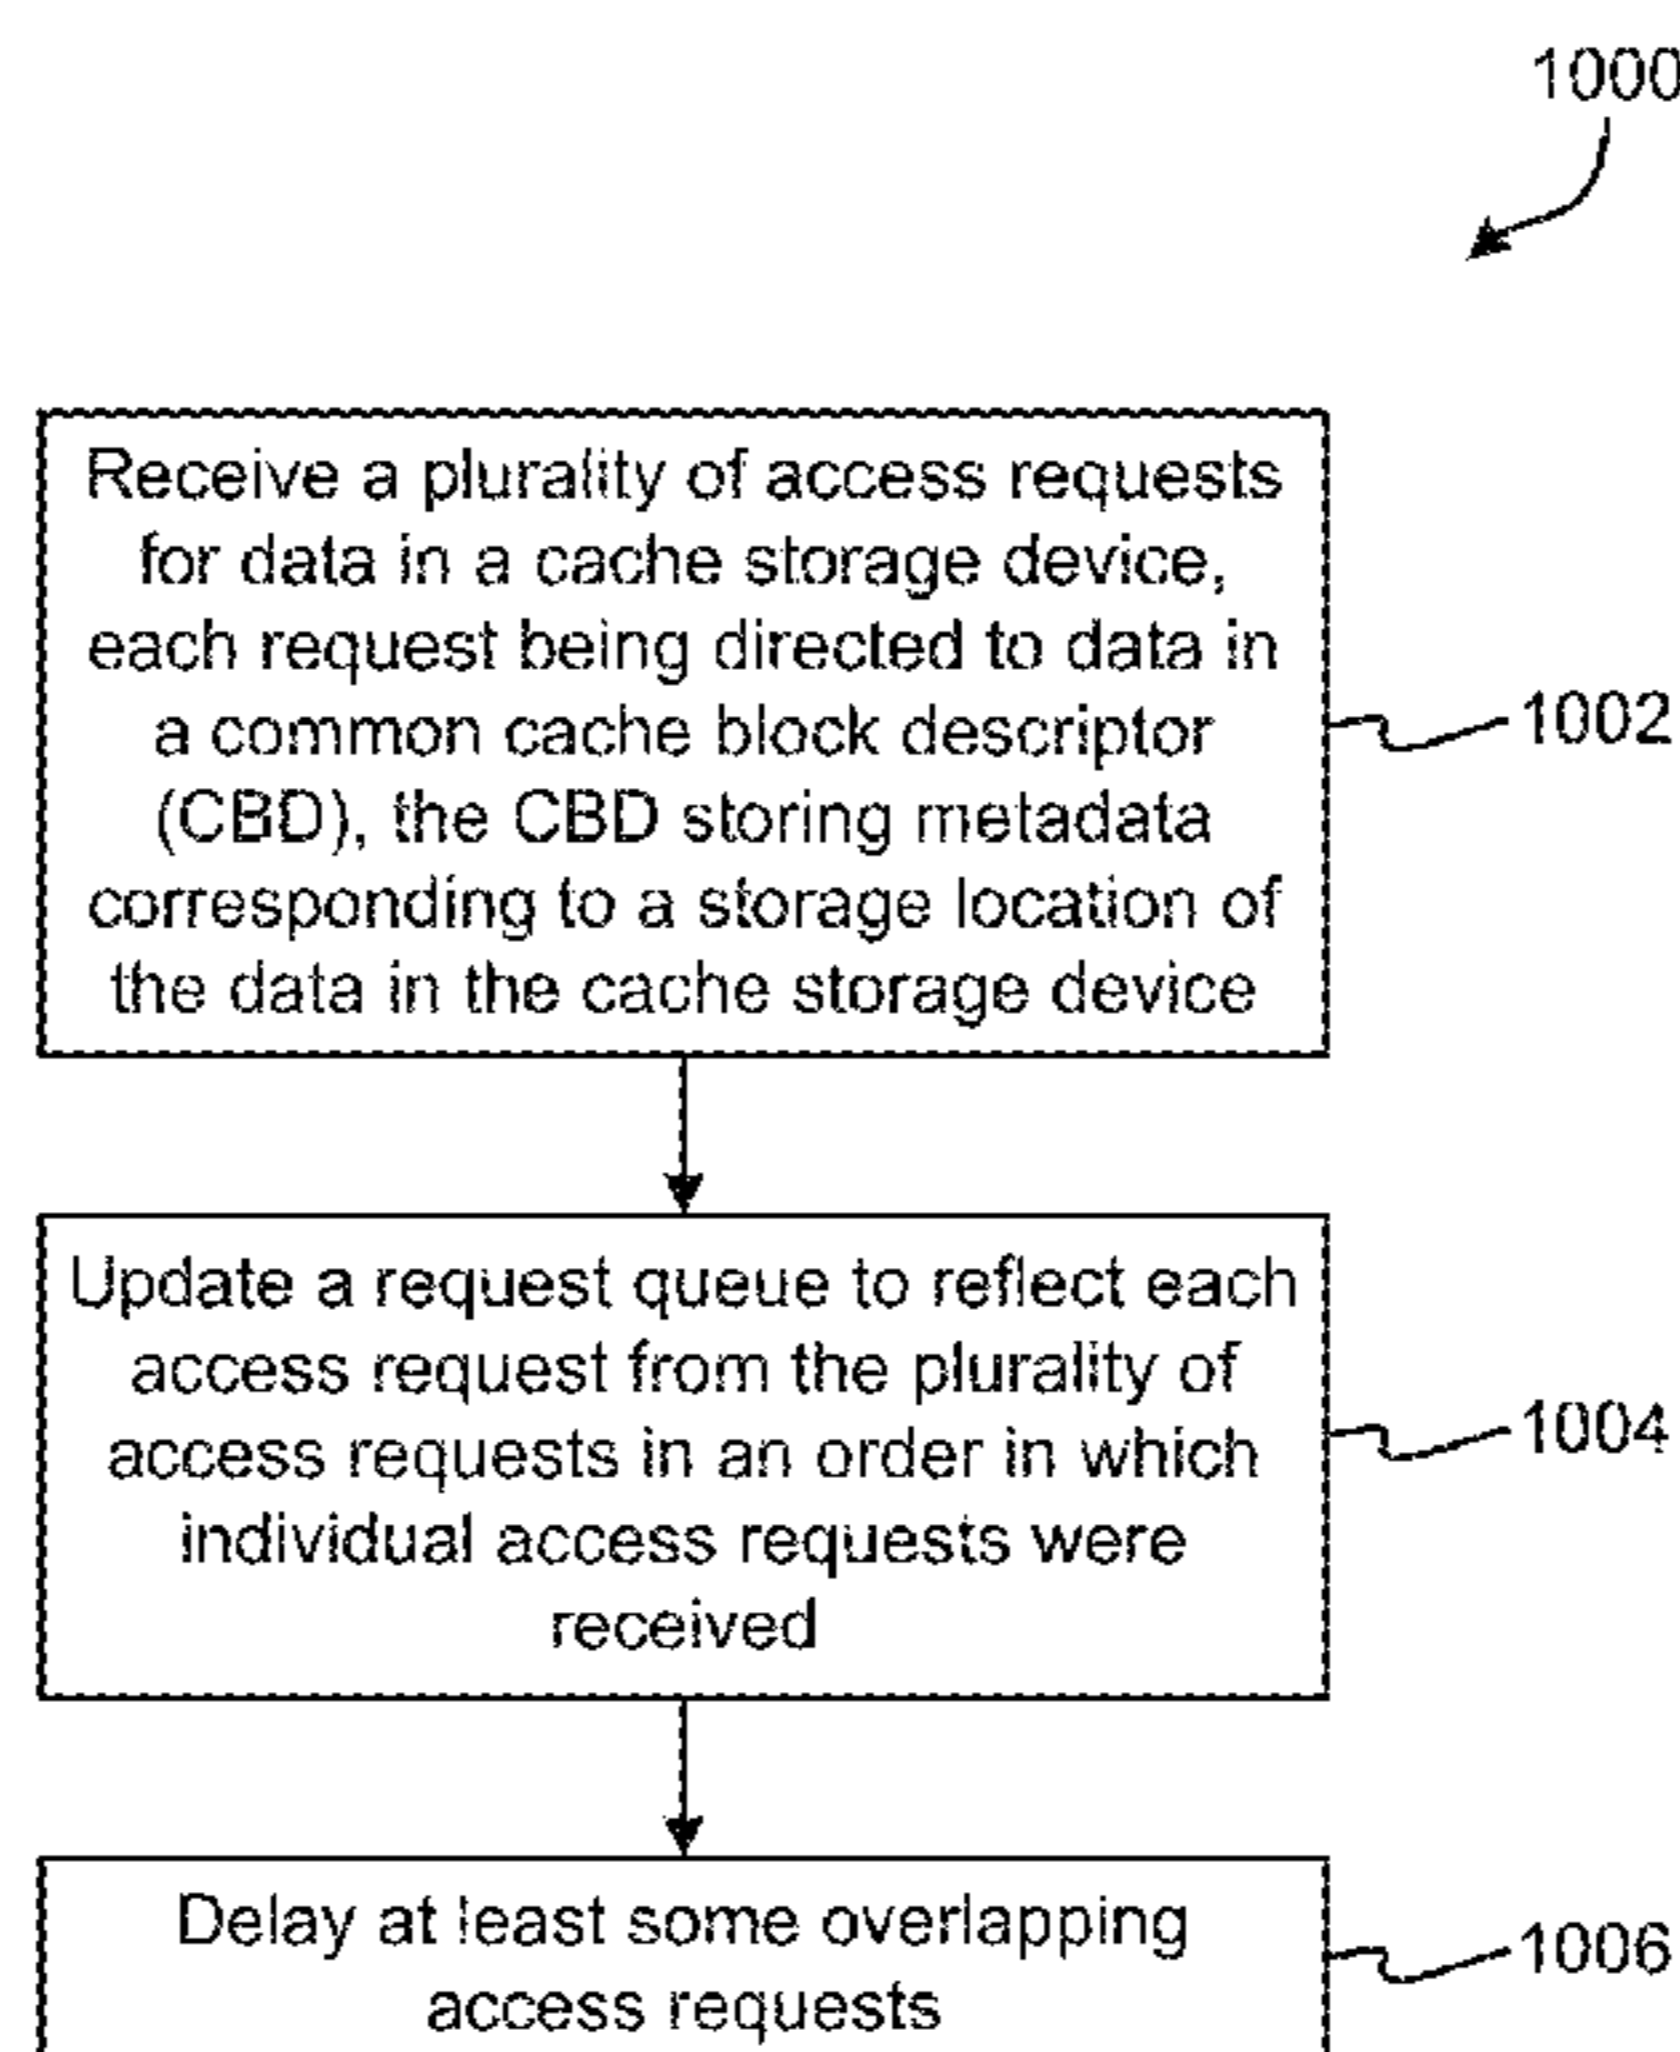 1000
Receive a plurality of access requests
for data in a cache storage device,
each request being directed to data in
a common cache block descriptor
(CBD), the CBD storing metadata
corresponding to a storage location of
the data in the cache storage device
1002
Update a request queue to reflect each
access request from the plurality of
access requests in an order in which
individual access requests were
received
1004
Delay at least some overlapping
access requests
1006